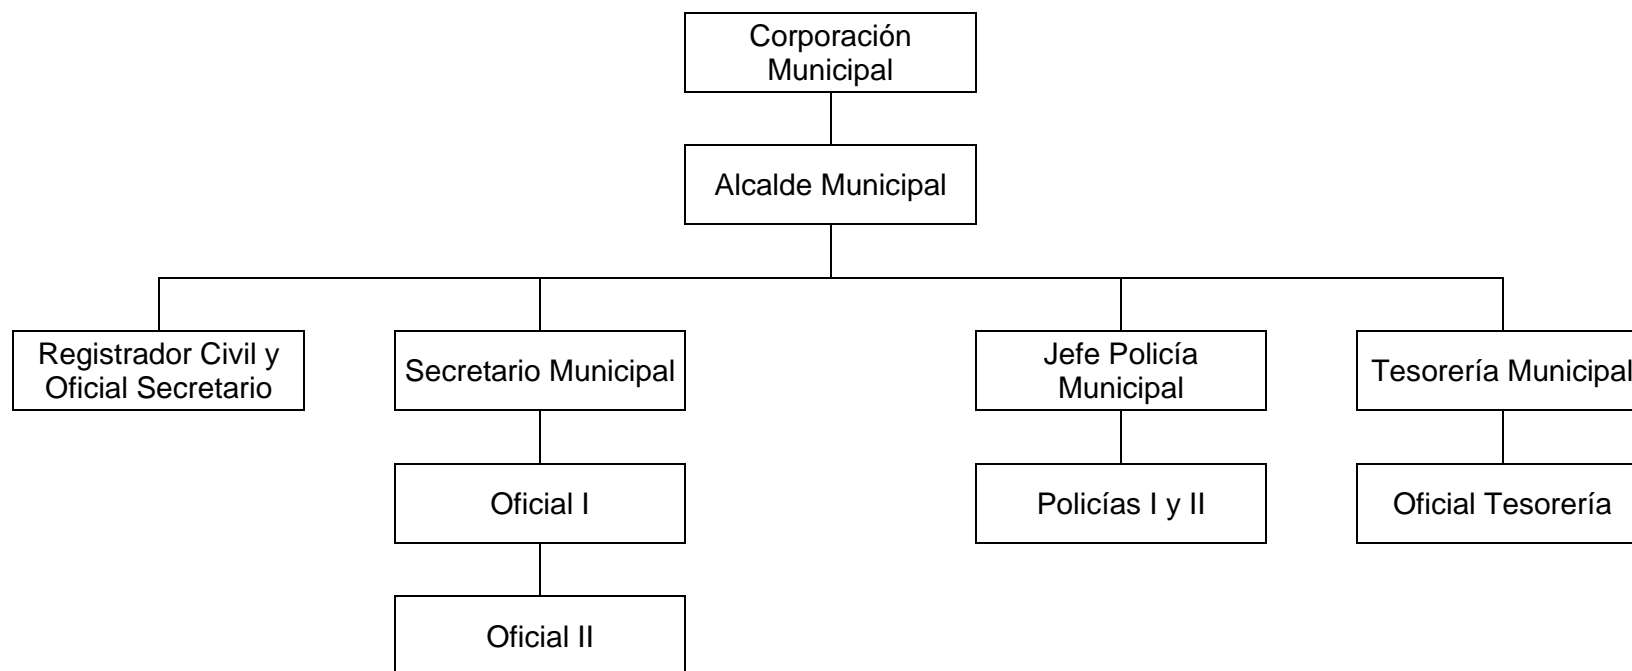 Corporación
Municipal
Alcalde Municipal
Registrador Civil y
Oficial Secretario
Secretario Municipal
Jefe Policía
Municipal
Tesorería Municipal
Oficial I
Policías I y II
Oficial Tesorería
Oficial II